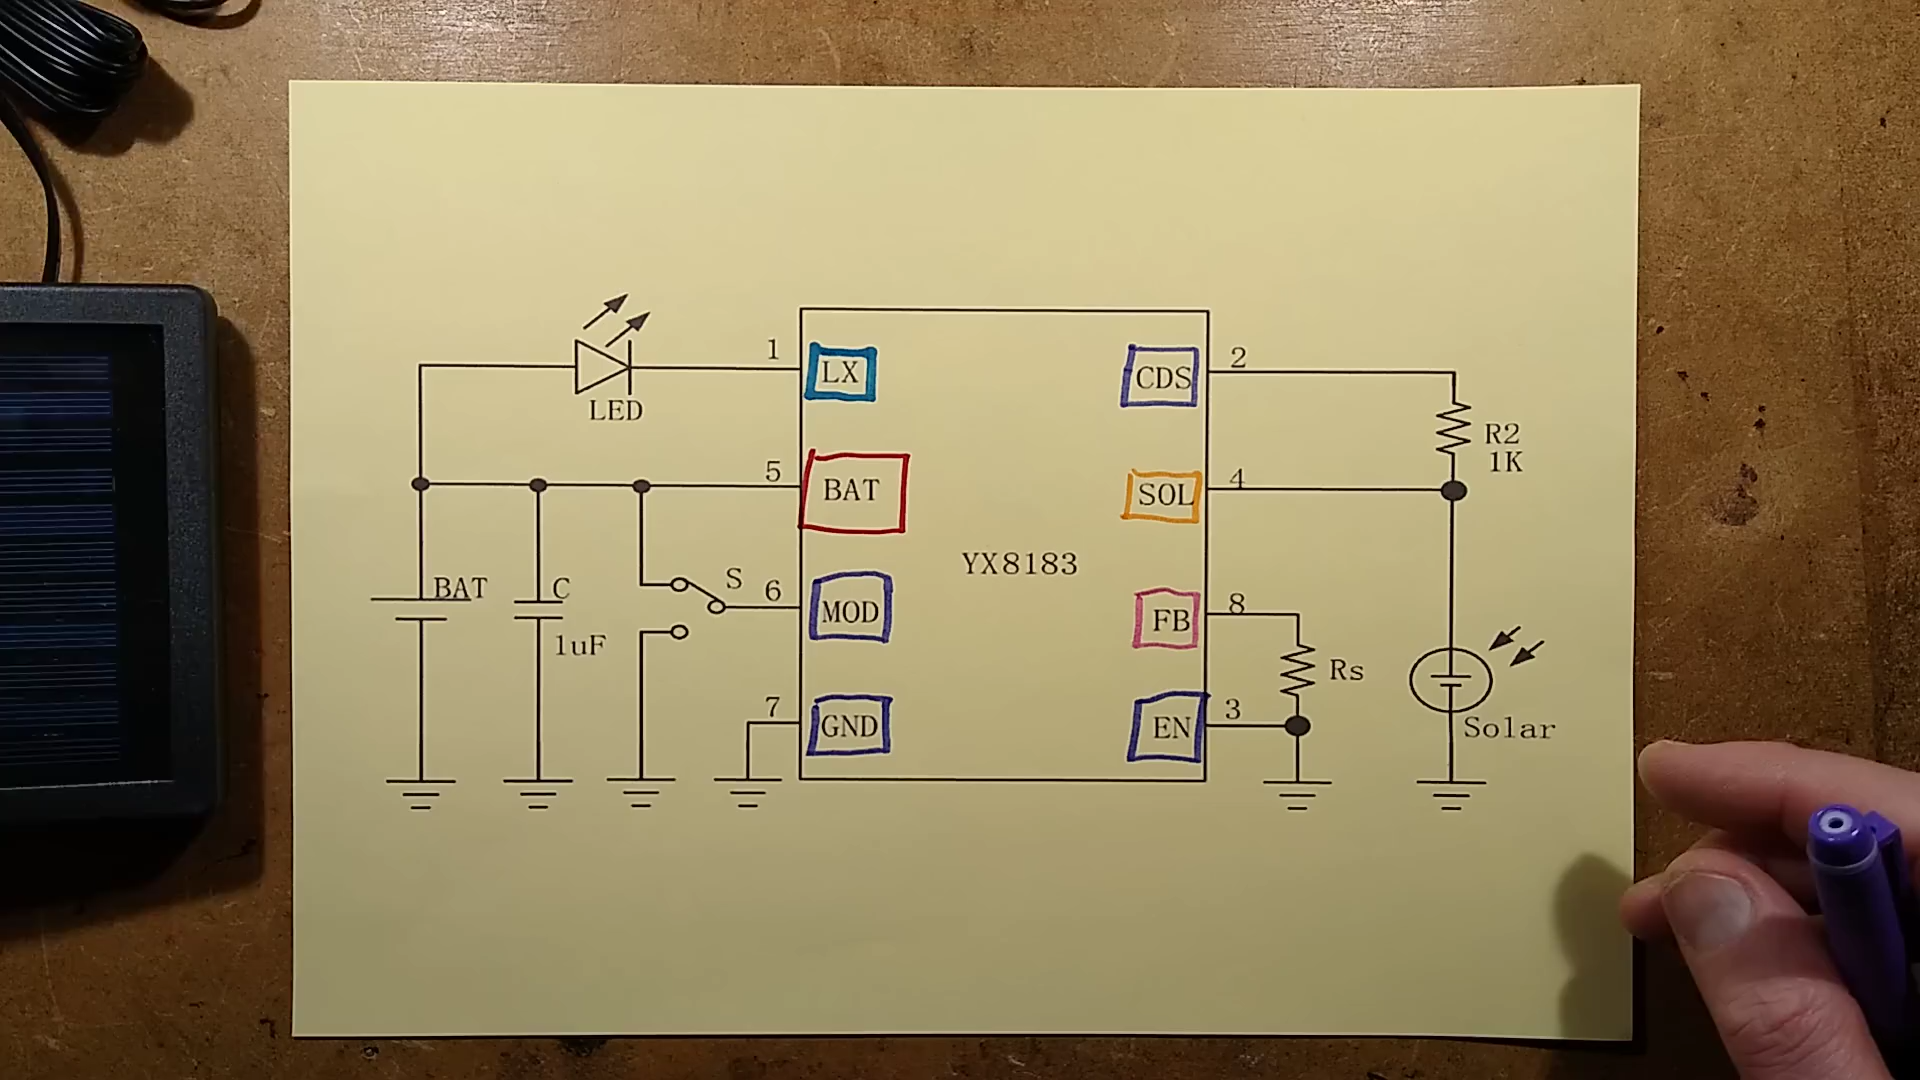 1
LX
CDS
2
LED
R2
1K
5
BAT
SOL
4
YX8183
BAT
C
1uF
S
6
MOD
FB
8
Rs
7
GND
EN
3
Solar